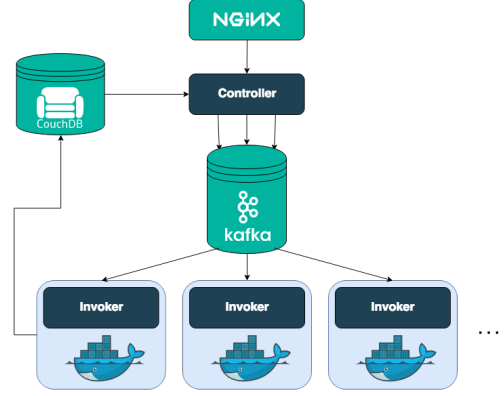 NGINX
Controller
CouchDB
kafka
Invoker
Invoker
Invoker
...